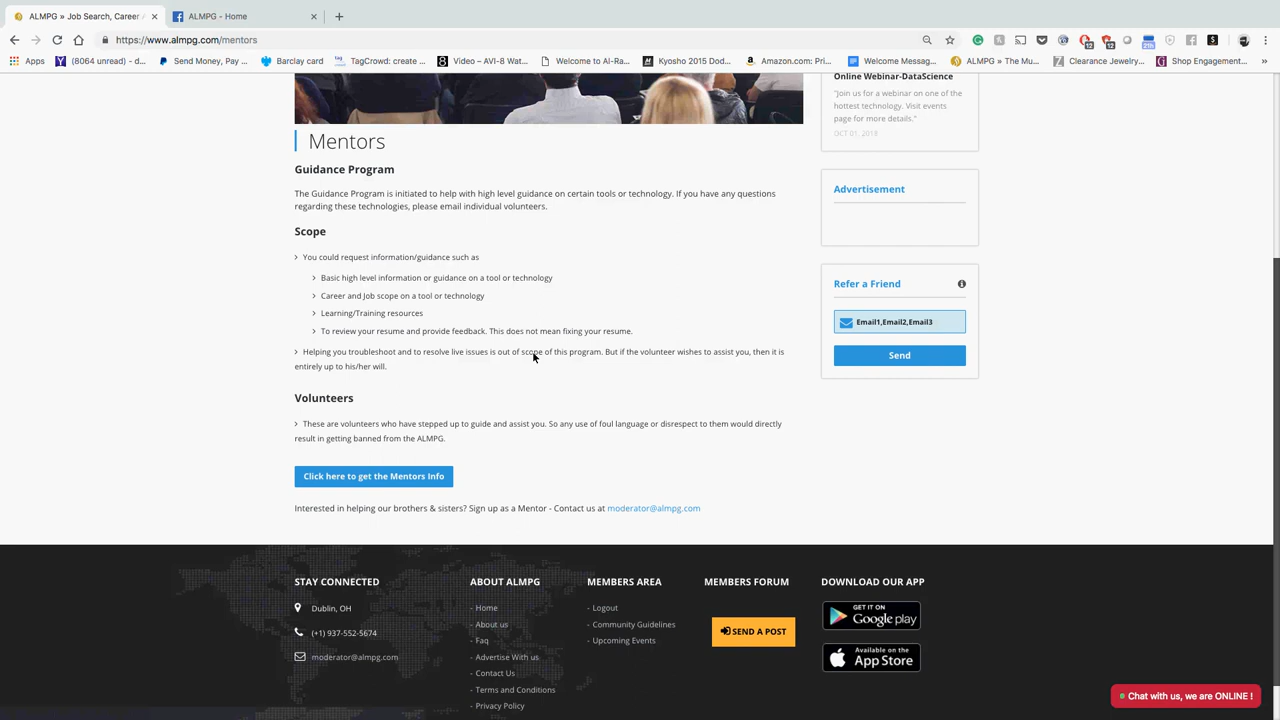 ALMPG » Job Search, Career
ALMPG - Home
https://www.almpg.com/mentors
Apps
(8064 unread) - d...
Send Money, Pay ...
Barclay card
TagCrowd: create ...
Video – AVI-8 Wat...
Welcome to AI-Ra...
Kyosho 2015 Dod...
Amazon.com: Pri...
Welcome Messag...
ALMPG » The Mu...
Clearance Jewelry...
Shop Engagement...
Online Webinar-DataScience
"Join us for a webinar on one of the
hottest technology. Visit events
page for more details."
OCT 01, 2018
Mentors
Guidance Program
The Guidance Program is initiated to help with high level guidance on certain tools or technology. If you have any questions
regarding these technologies, please email individual volunteers.
Scope
You could request information/guidance such as
Basic high level information or guidance on a tool or technology
Career and Job scope on a tool or technology
Learning/Training resources
To review your resume and provide feedback. This does not mean fixing your resume.
Helping you troubleshoot and to resolve live issues is out of scope of this program. But if the volunteer wishes to assist you, then it is
entirely up to his/her will.
Volunteers
These are volunteers who have stepped up to guide and assist you. So any use of foul language or disrespect to them would directly
result in getting banned from the ALMPG.
Click here to get the Mentors Info
Interested in helping our brothers & sisters? Sign up as a Mentor - Contact us at moderator@almpg.com
Advertisement
Refer a Friend
Email1,Email2,Email3
Send
STAY CONNECTED
Dublin, OH
(+1) 937-552-5674
moderator@almpg.com
ABOUT ALMPG
- Home
- About us
- Faq
- Advertise With us
- Contact Us
- Terms and Conditions
- Privacy Policy
MEMBERS AREA
- Logout
- Community Guidelines
- Upcoming Events
MEMBERS FORUM
SEND A POST
DOWNLOAD OUR APP
GET IT ON
Google play
Available on the
App Store
Chat with us, we are ONLINE !